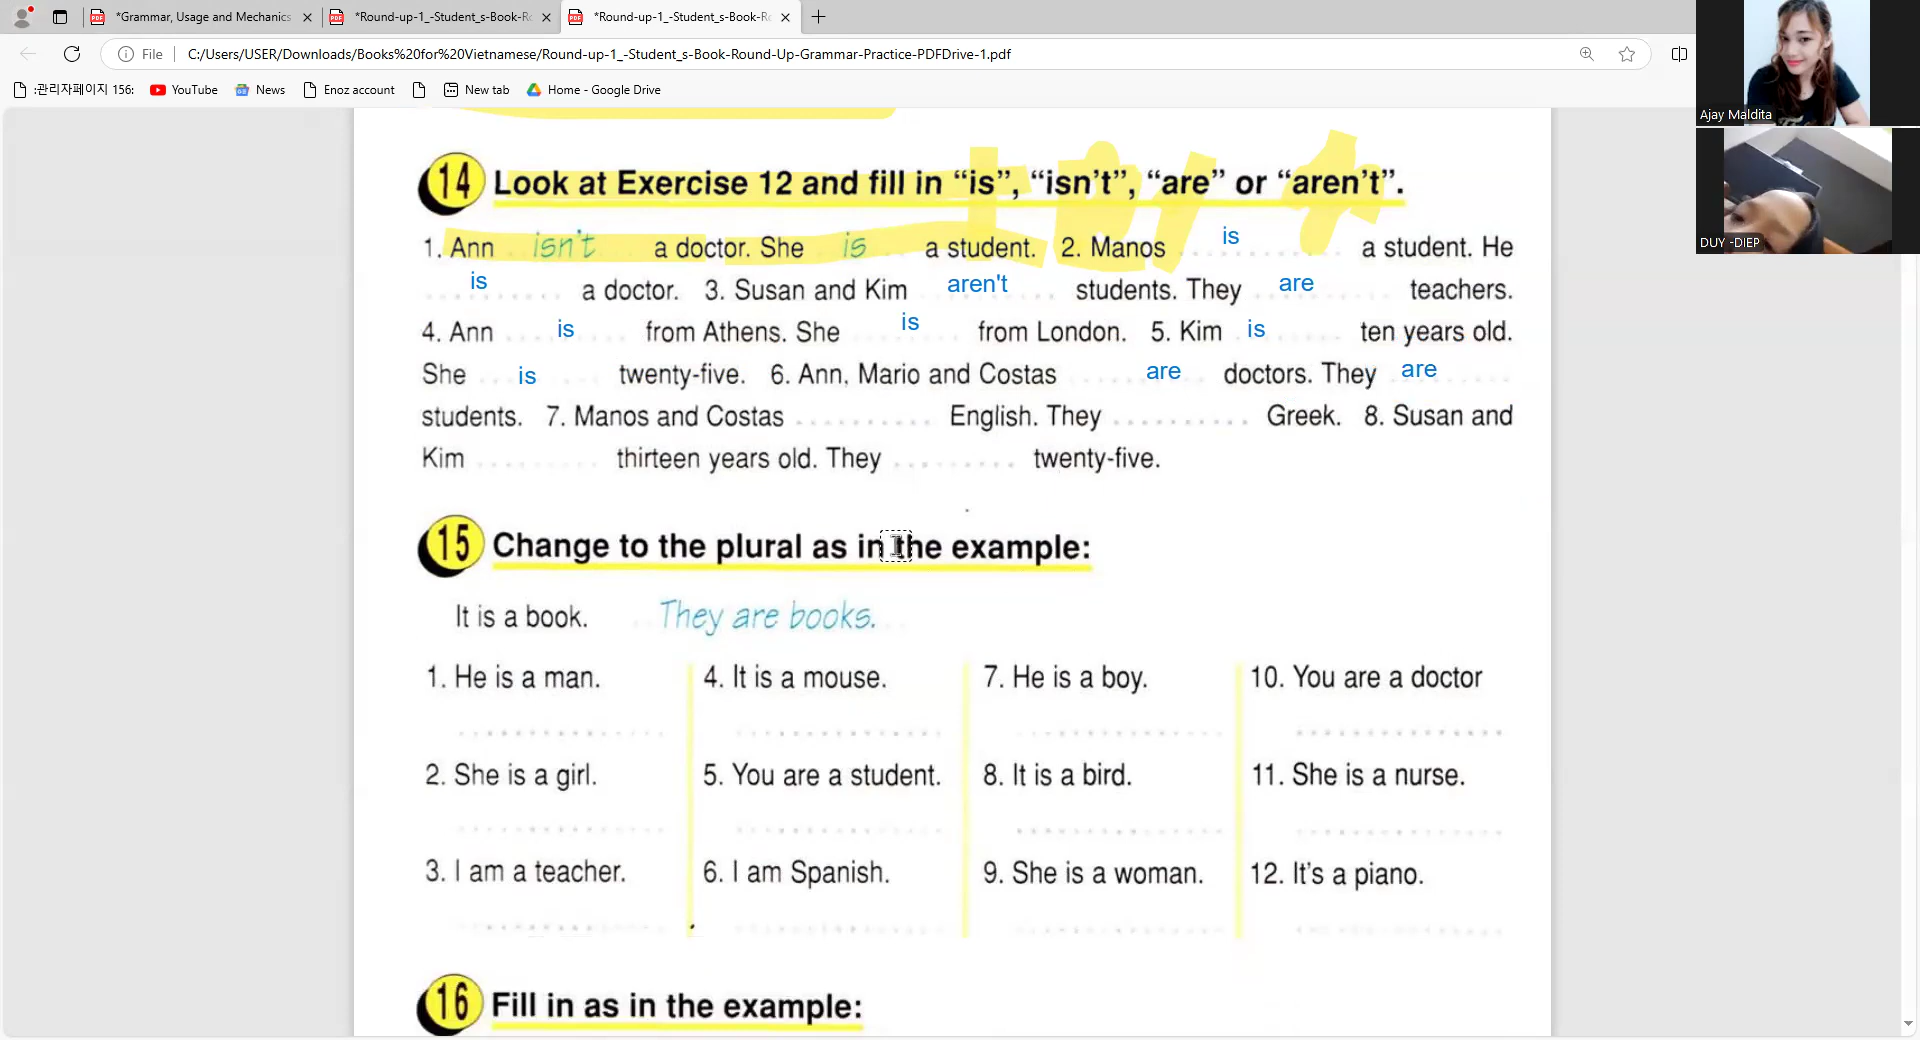 *Grammar, Usage and Mechanics *Round-up-1_-Student_s-Book-R *Round-up-1_-Student_s-Book-R
File C:/Users/USER/Downloads/Books%20for%20Vietnamese/Round-up-1_-Student_s-Book-Round-Up-Grammar-Practice-PDFDrive-1.pdf
:관리자페이지 156: YouTube News Enoz account New tab Home - Google Drive
Ajay Maldita
DUY -DIEP
14 Look at Exercise 12 and fill in “is”, “isn’t”, “are” or “aren’t”.
1. Ann isn't a doctor. She is a student. 2. Manos is a student. He
is a doctor. 3. Susan and Kim aren't students. They are teachers.
4. Ann is from Athens. She is from London. 5. Kim is ten years old.
She is twenty-five. 6. Ann, Mario and Costas are doctors. They are
students. 7. Manos and Costas .......... English. They .......... Greek. 8. Susan and
Kim .......... thirteen years old. They .......... twenty-five.
15 Change to the plural as in the example:
It is a book. They are books.
1. He is a man. 4. It is a mouse. 7. He is a boy. 10. You are a doctor
2. She is a girl. 5. You are a student. 8. It is a bird. 11. She is a nurse.
3. I am a teacher. 6. I am Spanish. 9. She is a woman. 12. It’s a piano.
16 Fill in as in the example: